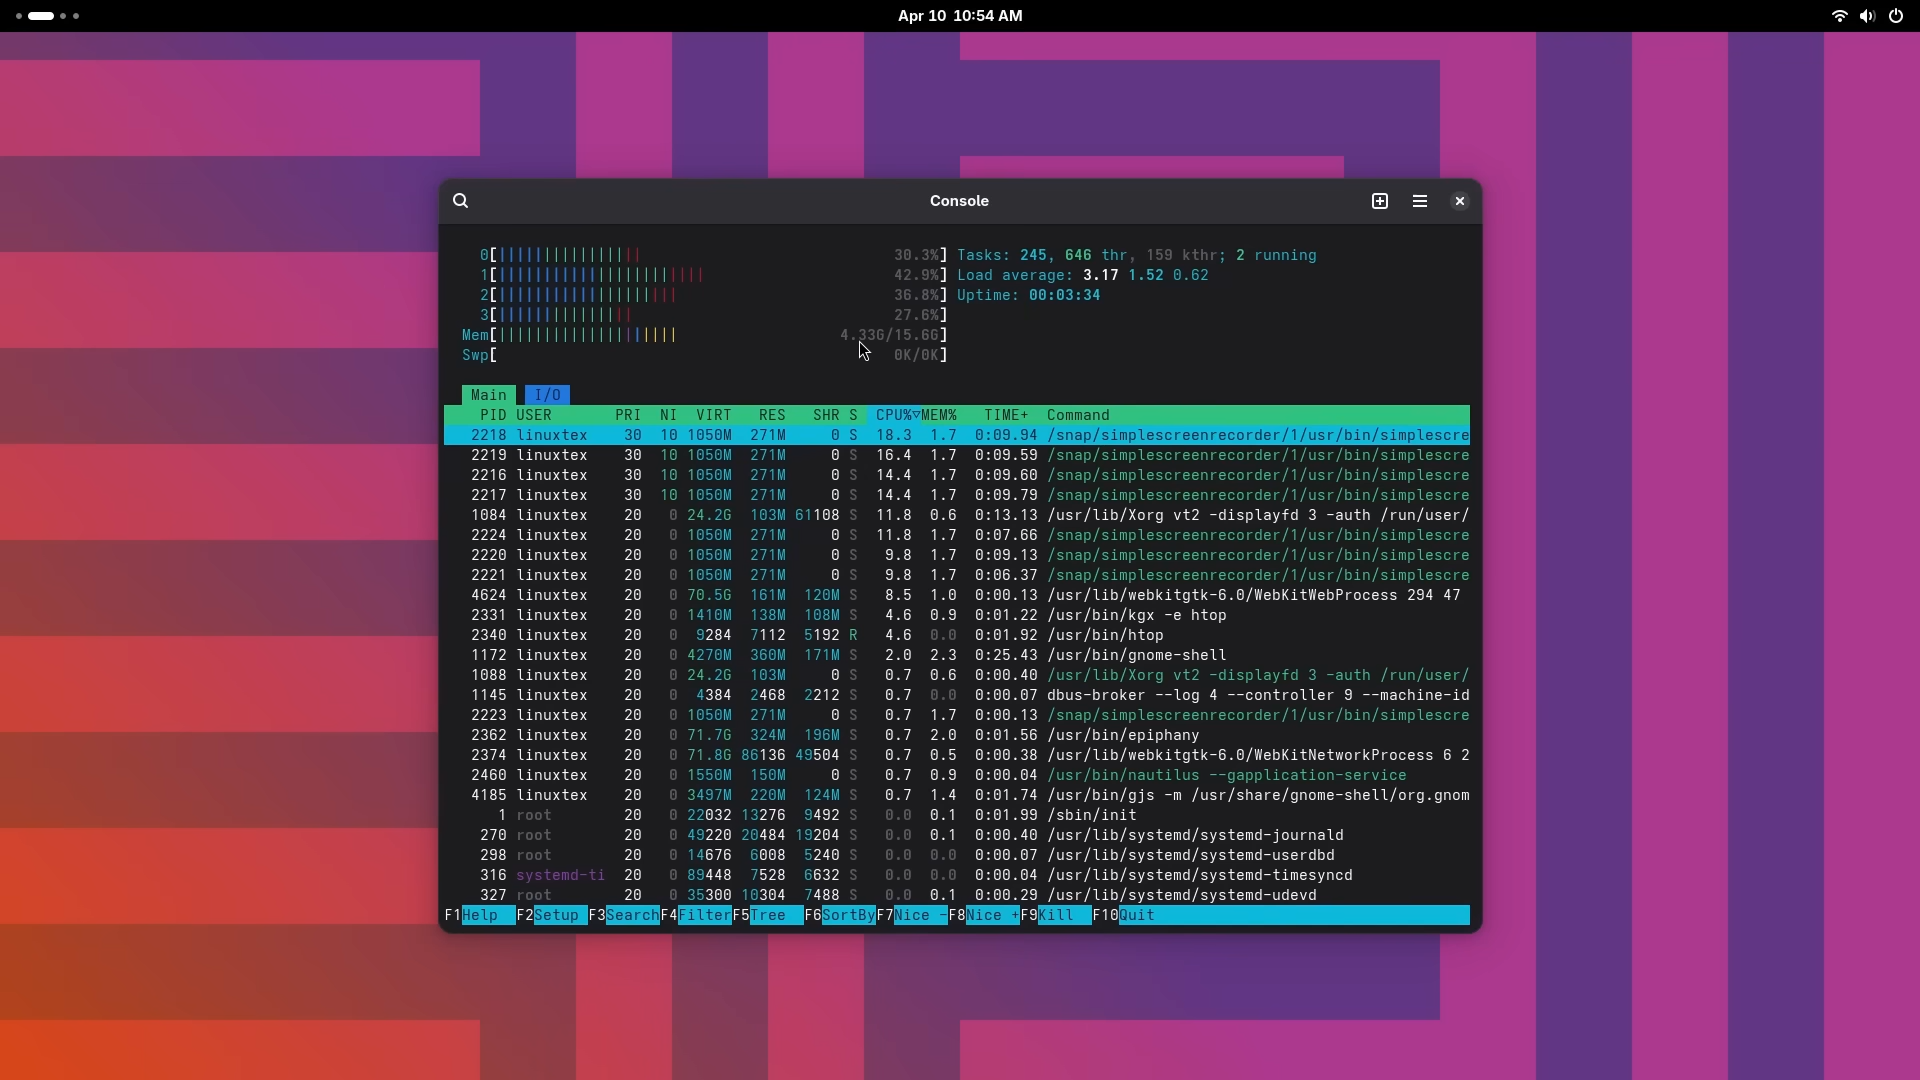 Apr 10 10:54 AM
Console
0[|||||||||||||||| 30.3%] Tasks: 245, 646 thr, 159 kthr; 2 running
1[||||||||||||||||||||||| 42.9%] Load average: 3.17 1.52 0.62
2[|||||||||||||||||||| 36.8%] Uptime: 00:03:34
3[||||||||||||||| 27.6%]
Mem[|||||||||||||||||||| 4.33G/15.6G]
Swp[ 0K/0K]
Main I/O
PID USER PRI NI VIRT RES SHR S CPU%▽MEM% TIME+ Command
2218 linuxtex 30 10 1050M 271M 0 S 18.3 1.7 0:09.94 /snap/simplescreenrecorder/1/usr/bin/simplescre
2219 linuxtex 30 10 1050M 271M 0 S 16.4 1.7 0:09.59 /snap/simplescreenrecorder/1/usr/bin/simplescre
2216 linuxtex 30 10 1050M 271M 0 S 14.4 1.7 0:09.60 /snap/simplescreenrecorder/1/usr/bin/simplescre
2217 linuxtex 30 10 1050M 271M 0 S 14.4 1.7 0:09.79 /snap/simplescreenrecorder/1/usr/bin/simplescre
1084 linuxtex 20 0 24.2G 103M 61108 S 11.8 0.6 0:13.13 /usr/lib/Xorg vt2 -displayfd 3 -auth /run/user/
2224 linuxtex 20 0 1050M 271M 0 S 11.8 1.7 0:07.66 /snap/simplescreenrecorder/1/usr/bin/simplescre
2220 linuxtex 20 0 1050M 271M 0 S 9.8 1.7 0:09.13 /snap/simplescreenrecorder/1/usr/bin/simplescre
2221 linuxtex 20 0 1050M 271M 0 S 9.8 1.7 0:06.37 /snap/simplescreenrecorder/1/usr/bin/simplescre
4624 linuxtex 20 0 70.5G 161M 120M S 8.5 1.0 0:00.13 /usr/lib/webkitgtk-6.0/WebKitWebProcess 294 47
2331 linuxtex 20 0 1410M 138M 108M S 4.6 0.9 0:01.22 /usr/bin/kgx -e htop
2340 linuxtex 20 0 9284 7112 5192 R 4.6 0.0 0:01.92 /usr/bin/htop
1172 linuxtex 20 0 4270M 360M 171M S 2.0 2.3 0:25.43 /usr/bin/gnome-shell
1088 linuxtex 20 0 24.2G 103M 0 S 0.7 0.6 0:00.40 /usr/lib/Xorg vt2 -displayfd 3 -auth /run/user/
1145 linuxtex 20 0 4384 2468 2212 S 0.7 0.0 0:00.07 dbus-broker --log 4 --controller 9 --machine-id
2223 linuxtex 20 0 1050M 271M 0 S 0.7 1.7 0:00.13 /snap/simplescreenrecorder/1/usr/bin/simplescre
2362 linuxtex 20 0 71.7G 324M 196M S 0.7 2.0 0:01.56 /usr/bin/epiphany
2374 linuxtex 20 0 71.8G 86136 49504 S 0.7 0.5 0:00.38 /usr/lib/webkitgtk-6.0/WebKitNetworkProcess 6 2
2460 linuxtex 20 0 1550M 150M 0 S 0.7 0.9 0:00.04 /usr/bin/nautilus --gapplication-service
4185 linuxtex 20 0 3497M 220M 124M S 0.7 1.4 0:01.74 /usr/bin/gjs -m /usr/share/gnome-shell/org.gnom
1 root 20 0 22032 13276 9492 S 0.0 0.1 0:01.99 /sbin/init
270 root 20 0 49220 20484 19204 S 0.0 0.1 0:00.40 /usr/lib/systemd/systemd-journald
298 root 20 0 14676 6008 5240 S 0.0 0.0 0:00.07 /usr/lib/systemd/systemd-userdbd
316 systemd-ti 20 0 89448 7528 6632 S 0.0 0.0 0:00.04 /usr/lib/systemd/systemd-timesyncd
327 root 20 0 35300 10304 7488 S 0.0 0.1 0:00.29 /usr/lib/systemd/systemd-udevd
F1Help F2Setup F3SearchF4FilterF5Tree F6SortByF7Nice -F8Nice +F9Kill F10Quit